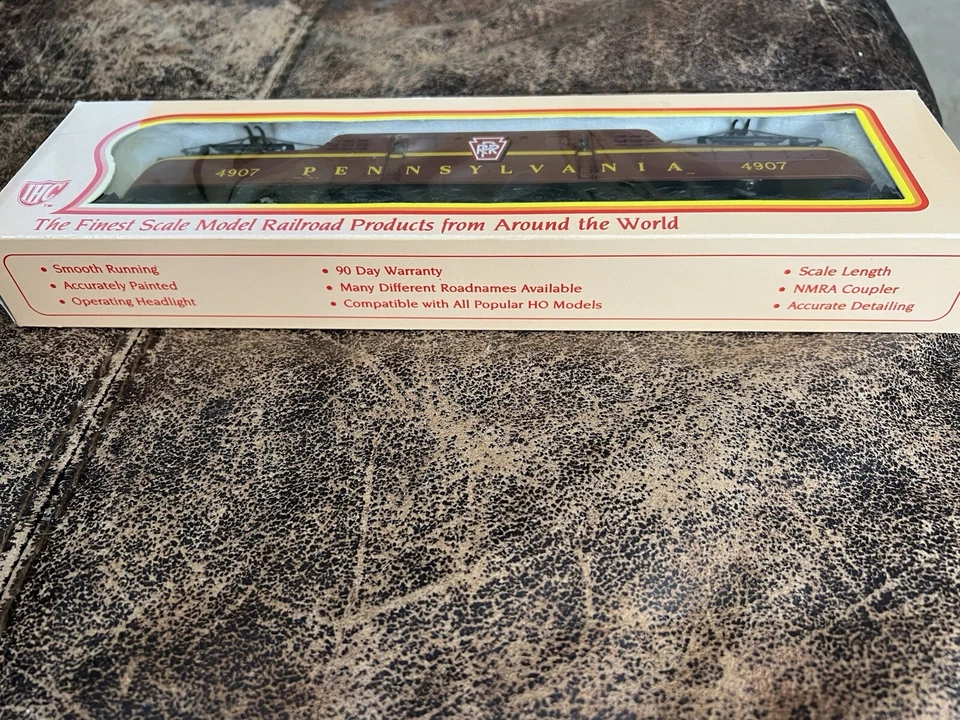 4907 PENNSYLVANIA 4907
PRR
IHC
TM
The Finest Scale Model Railroad Products from Around the World
• Smooth Running
• Accurately Painted
• Operating Headlight
• 90 Day Warranty
• Many Different Roadnames Available
• Compatible with All Popular HO Models
• Scale Length
• NMRA Coupler
• Accurate Detailing